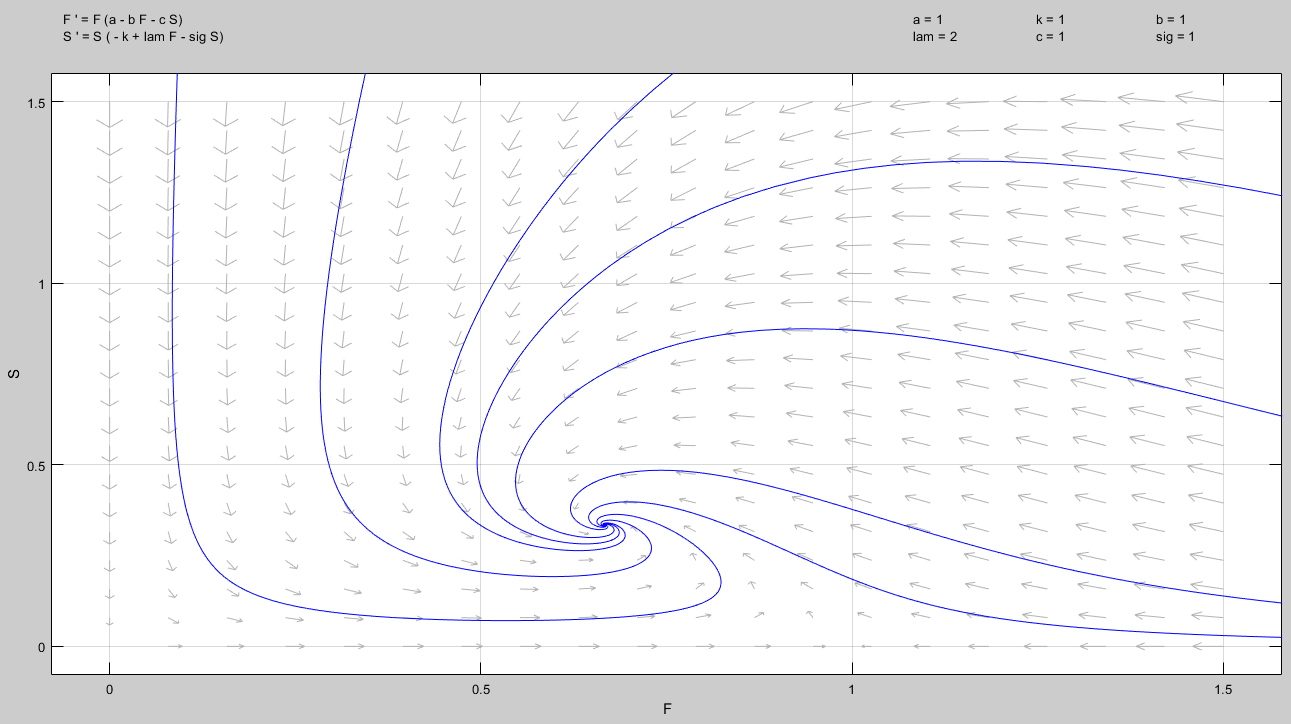 F ' = F (a - b F - c S)
S ' = S ( - k + lam F - sig S)
a = 1 k = 1 b = 1
lam = 2 c = 1 sig = 1
1.5
1
S
0.5
0
0 0.5 1 1.5
F